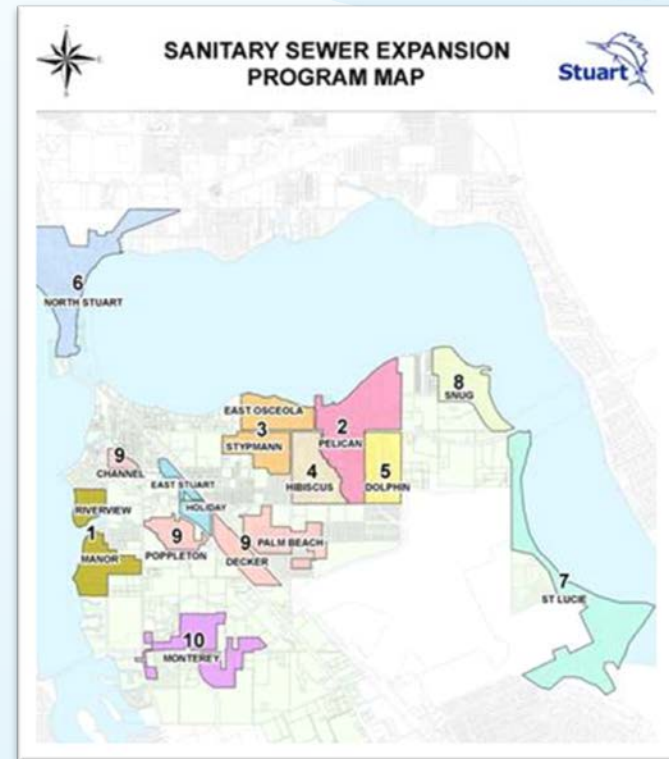 SANITARY SEWER EXPANSION
PROGRAM MAP
Stuart
6
NORTH STUART
8
SNUG
EAST OSCEOLA
3
STYPMANN
2
PELICAN
4
HIBISCUS
5
DOLPHIN
9
CHANNEL
EAST STUART
HOLIDAY
RIVERVIEW
1
MANOR
9
POPPLETON
9
DECKER
PALM BEACH
7
ST LUCIE
10
MONTEREY